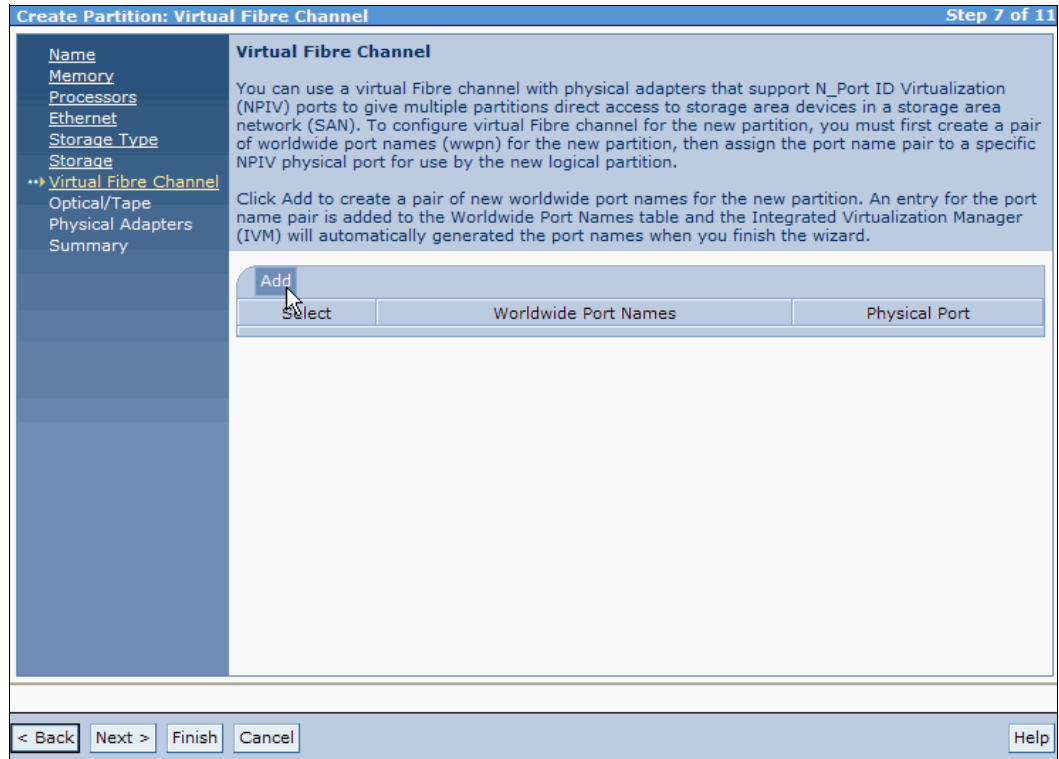 Create Partition: Virtual Fibre Channel
Step 7 of 11
Name
Memory
Processors
Ethernet
Storage Type
Storage
Virtual Fibre Channel
Optical/Tape
Physical Adapters
Summary
Virtual Fibre Channel
You can use a virtual Fibre channel with physical adapters that support N_Port ID Virtualization
(NPIV) ports to give multiple partitions direct access to storage area devices in a storage area
network (SAN). To configure virtual Fibre channel for the new partition, you must first create a pair
of worldwide port names (wwpn) for the new partition, then assign the port name pair to a specific
NPIV physical port for use by the new logical partition.
Click Add to create a pair of new worldwide port names for the new partition. An entry for the port
name pair is added to the Worldwide Port Names table and the Integrated Virtualization Manager
(IVM) will automatically generated the port names when you finish the wizard.
Add
Select
Worldwide Port Names
Physical Port
< Back
Next >
Finish
Cancel
Help